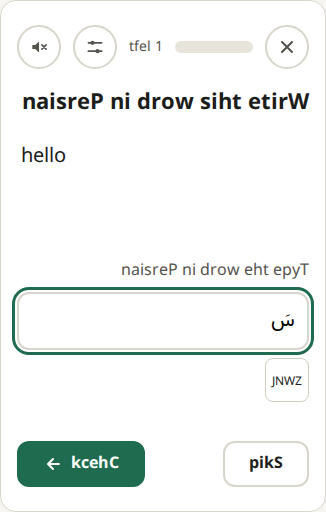 tfel 1
naisreP ni drow siht etirW
hello
naisreP ni drow eht epyT
سَ
JNWZ
kcehC
pikS